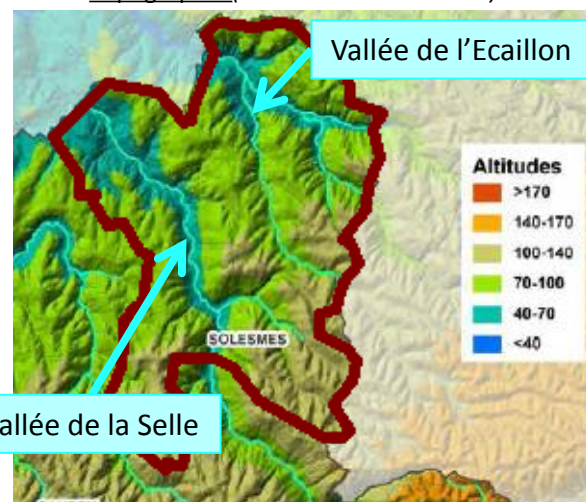 Vallée de l’Ecaillon
Altitudes
>170
140-170
100-140
70-100
40-70
<40
SOLESMES
allée de la Selle